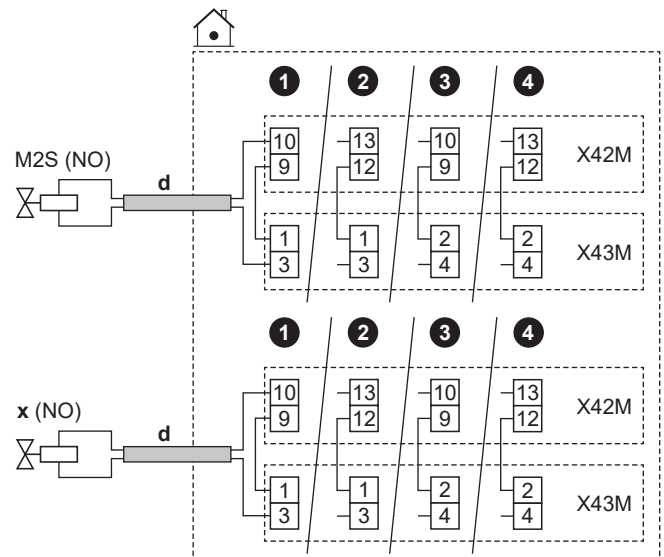 1 2 3 4
10 13 10 13
M2S (NO) 9 12 9 12 X42M
d
1 1 2 2 X43M
3 3 4 4
1 2 3 4
10 13 10 13
x (NO) 9 12 9 12 X42M
d
1 1 2 2 X43M
3 3 4 4